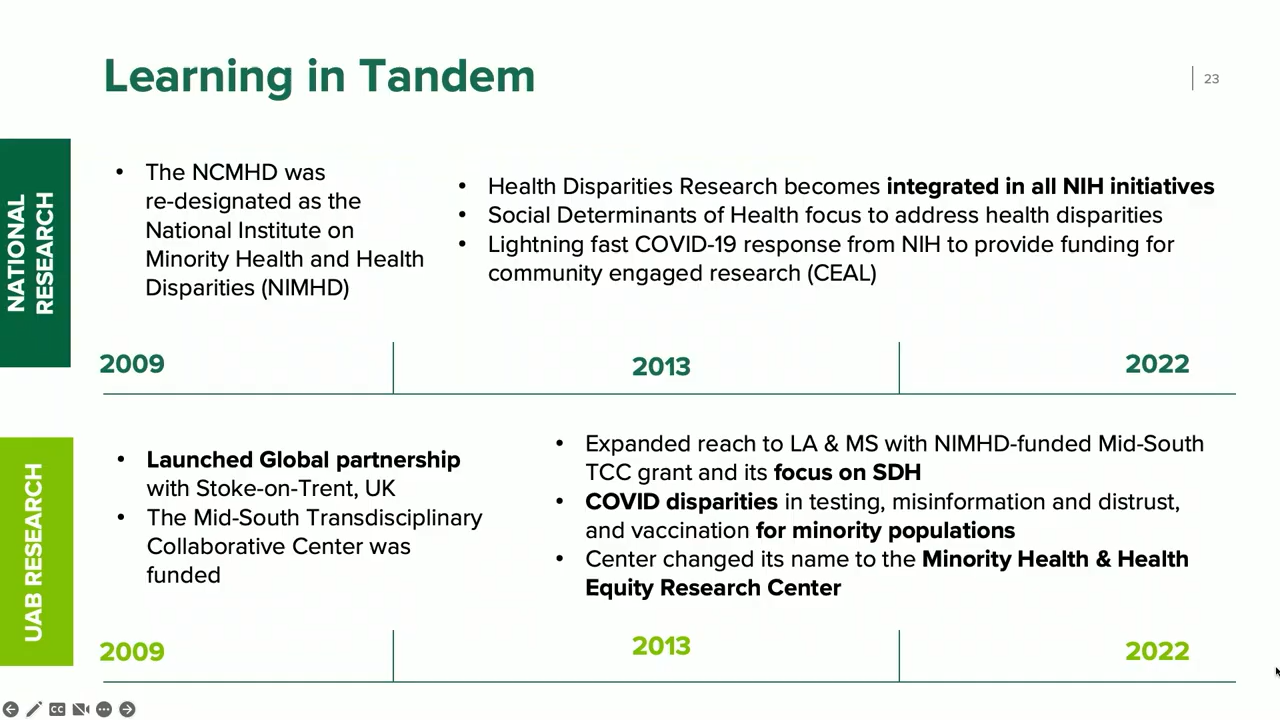 Learning in Tandem
23
NATIONAL
RESEARCH
• The NCMHD was
re-designated as the
National Institute on
Minority Health and Health
Disparities (NIMHD)
• Health Disparities Research becomes integrated in all NIH initiatives
• Social Determinants of Health focus to address health disparities
• Lightning fast COVID-19 response from NIH to provide funding for
community engaged research (CEAL)
2009
2013
2022
UAB RESEARCH
• Launched Global partnership
with Stoke-on-Trent, UK
• The Mid-South Transdisciplinary
Collaborative Center was
funded
• Expanded reach to LA & MS with NIMHD-funded Mid-South
TCC grant and its focus on SDH
• COVID disparities in testing, misinformation and distrust,
and vaccination for minority populations
• Center changed its name to the Minority Health & Health
Equity Research Center
2009
2013
2022
CC